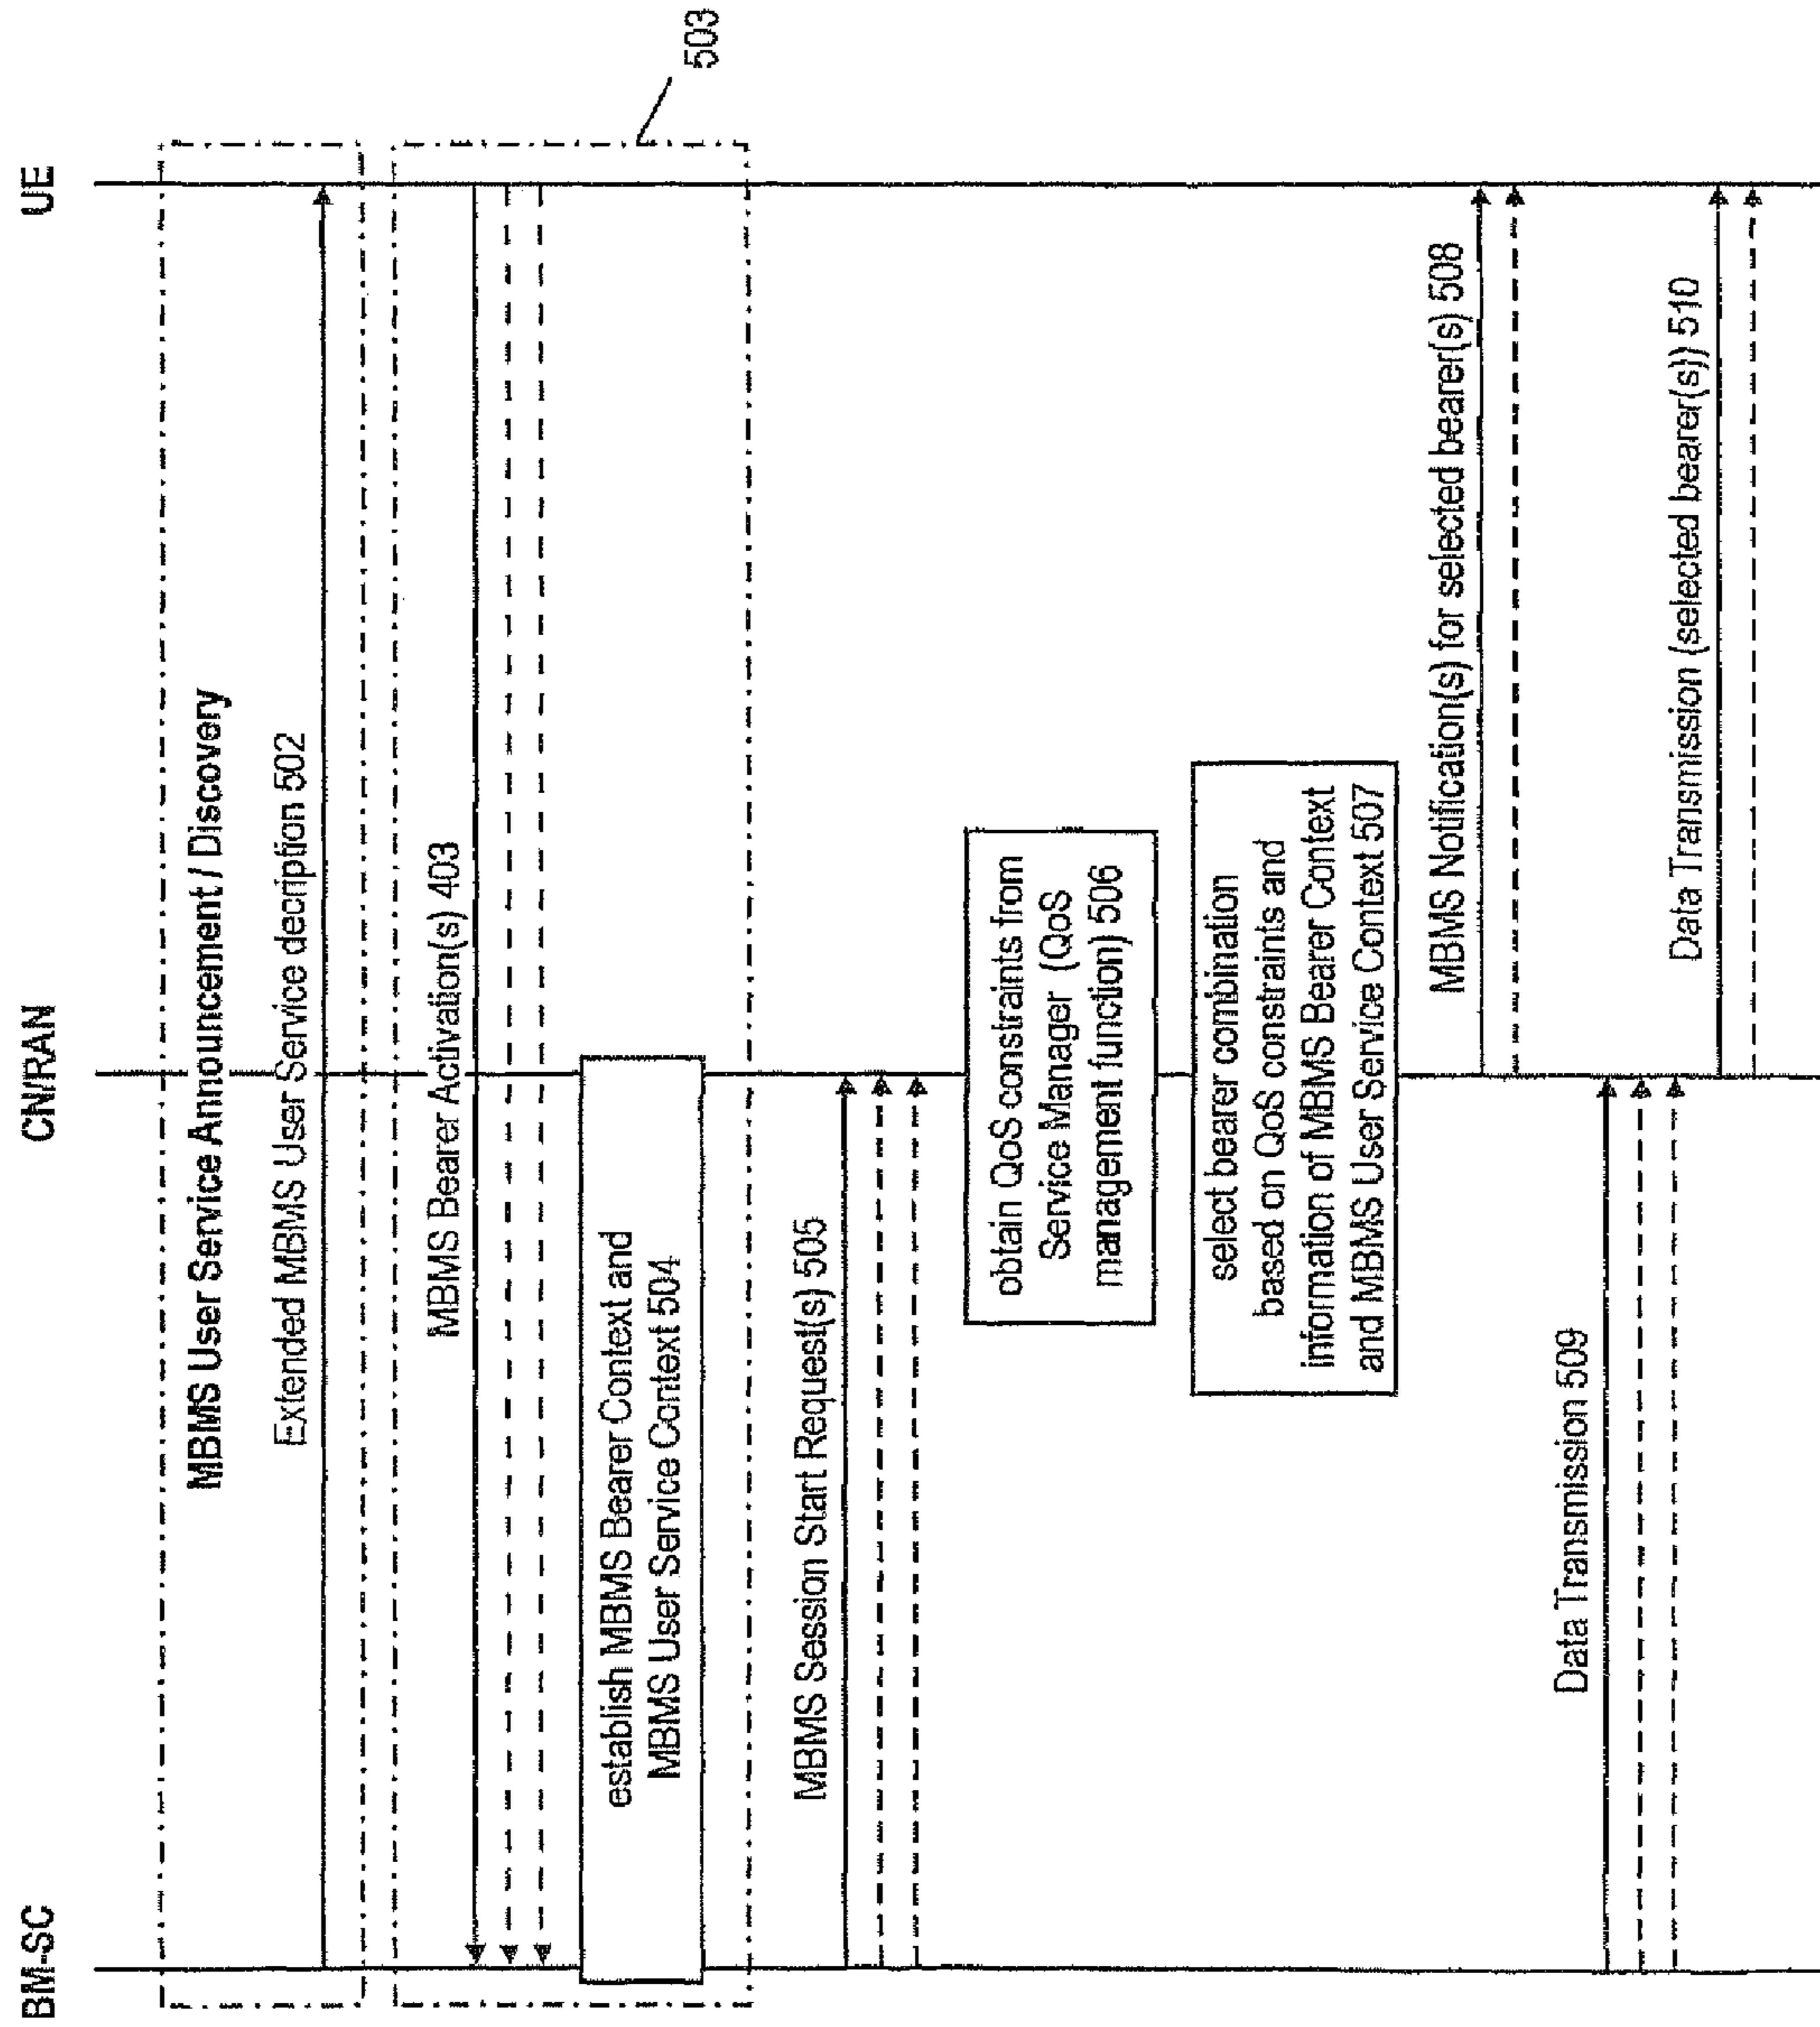 BM-SC
CN/RAN
UE
MBMS User Service Announcement / Discovery
Extended MBMS User Service decription 502
MBMS Bearer Activation(s) 403
503
establish MBMS Bearer Context and
MBMS User Service Context 504
MBMS Session Start Request(s) 505
obtain QoS constraints from
Service Manager (QoS
management function) 506
select bearer combination
based on QoS constraints and
information of MBMS Bearer Context
and MBMS User Service Context 507
MBMS Notification(s) for selected bearer(s) 508
Data Transmission 509
Data Transmission (selected bearer(s)) 510